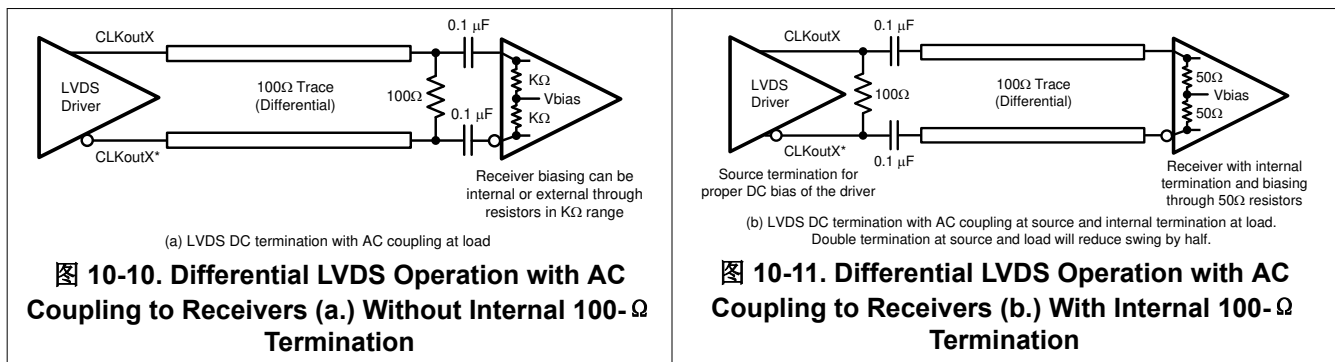 CLKoutX
0.1 μF
LVDS
Driver
100Ω Trace
(Differential)
100Ω
0.1 μF
KΩ
Vbias
KΩ
CLKoutX*
Receiver biasing can be
internal or external through
resistors in KΩ range
(a) LVDS DC termination with AC coupling at load
图 10-10. Differential LVDS Operation with AC
Coupling to Receivers (a.) Without Internal 100-Ω
Termination
CLKoutX
0.1 μF
LVDS
Driver
100Ω
100Ω Trace
(Differential)
50Ω
Vbias
50Ω
CLKoutX*
0.1 μF
Source termination for
proper DC bias of the driver
Receiver with internal
termination and biasing
through 50Ω resistors
(b) LVDS DC termination with AC coupling at source and internal termination at load.
Double termination at source and load will reduce swing by half.
图 10-11. Differential LVDS Operation with AC
Coupling to Receivers (b.) With Internal 100-Ω
Termination